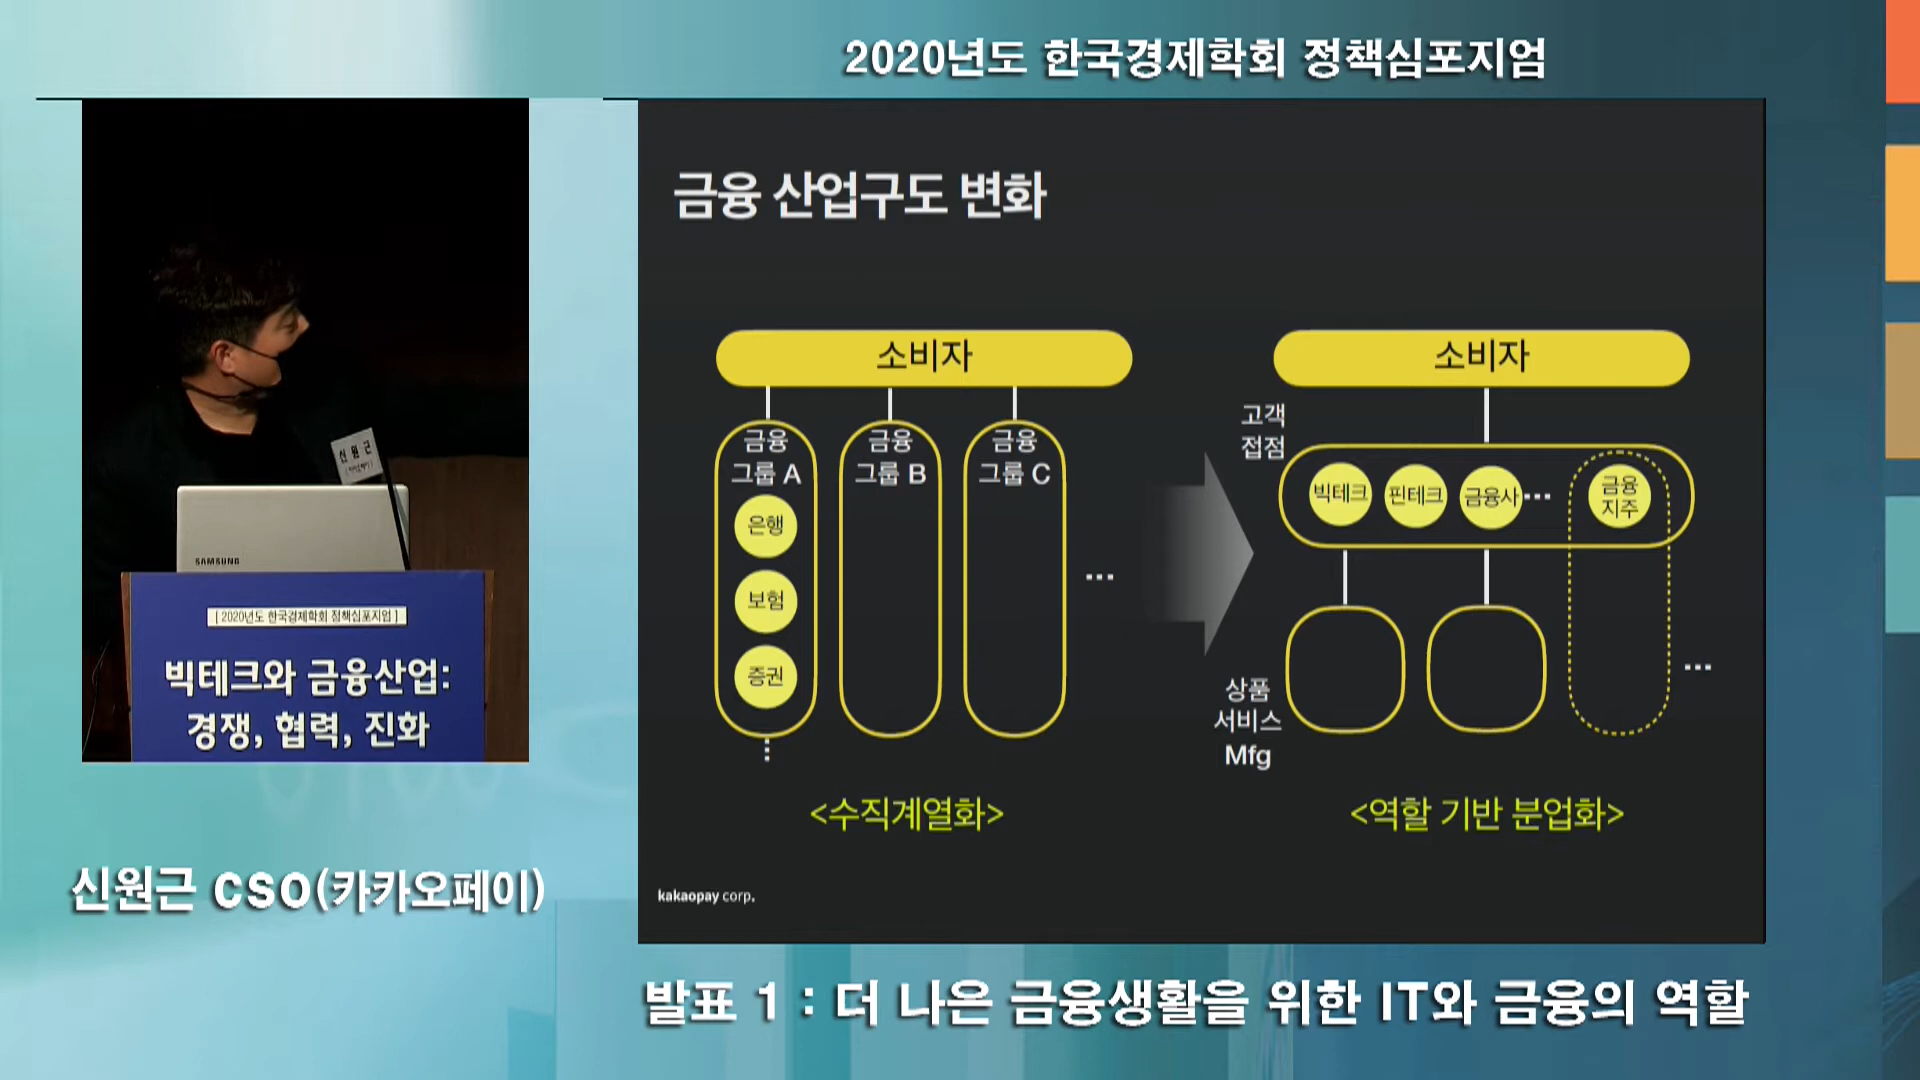 2020년도 한국경제학회 정책심포지엄
신원근
SAMSUNG
[ 2020년도 한국경제학회 정책심포지엄 ]
빅테크와 금융산업:
경쟁, 협력, 진화
신원근 CSO(카카오페이)
금융 산업구도 변화
소비자
금융
그룹 A
은행
보험
증권
금융
그룹 B
금융
그룹 C
...
<수직계열화>
소비자
고객
접점
빅테크
핀테크
금융사
...
금융
지주
상품
서비스
Mfg
...
<역할 기반 분업화>
kakaopay corp.
발표 1 : 더 나은 금융생활을 위한 IT와 금융의 역할